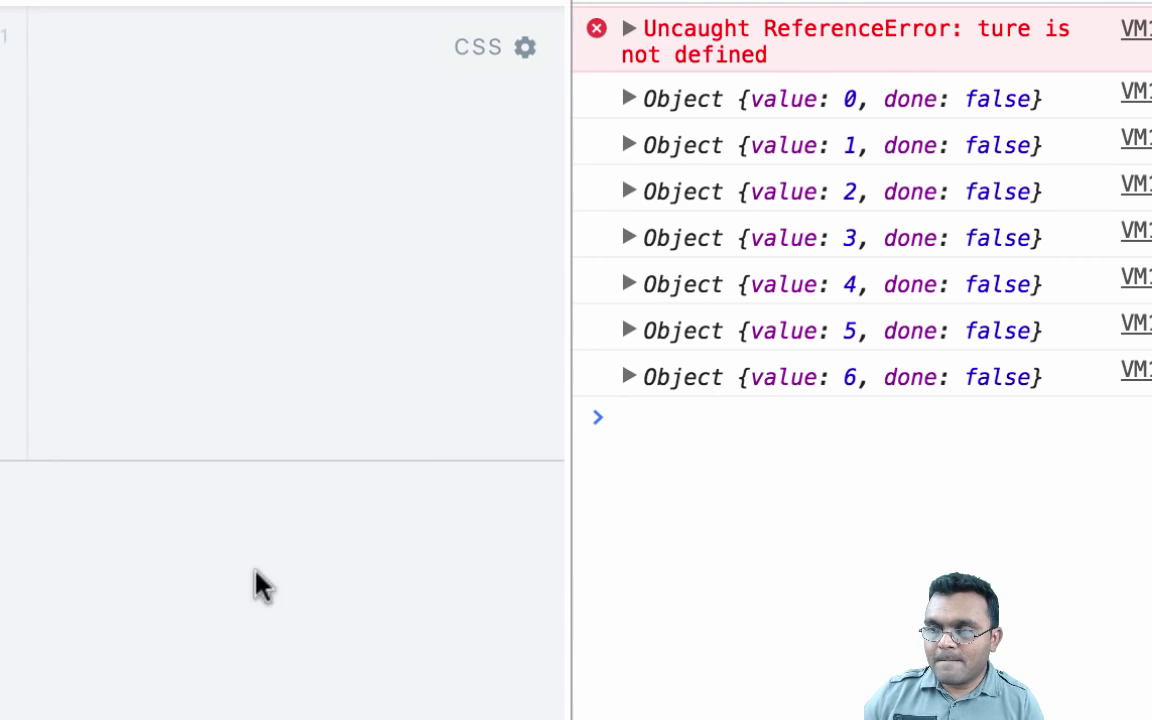 1
CSS
Uncaught ReferenceError: ture is
not defined
VM1
Object {value: 0, done: false}
VM1
Object {value: 1, done: false}
VM1
Object {value: 2, done: false}
VM1
Object {value: 3, done: false}
VM1
Object {value: 4, done: false}
VM1
Object {value: 5, done: false}
VM1
Object {value: 6, done: false}
VM1